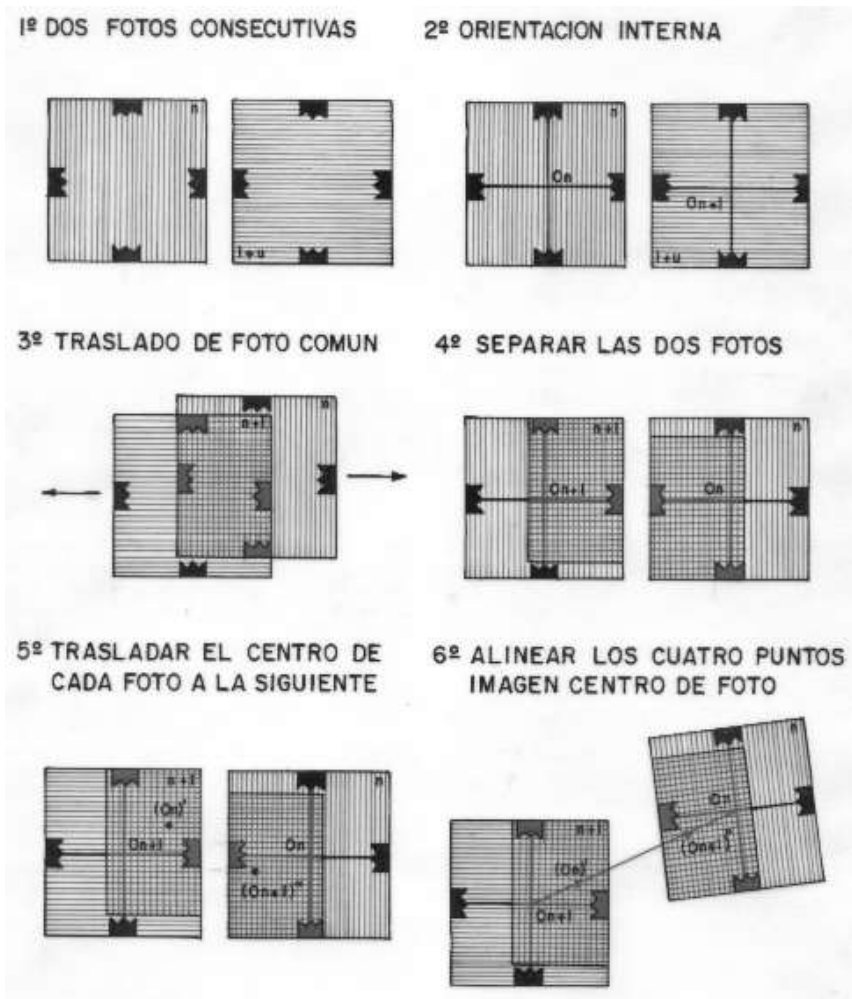 1º DOS FOTOS CONSECUTIVAS
2º ORIENTACION INTERNA
n
n
On
On+1
3º TRASLADO DE FOTO COMUN
4º SEPARAR LAS DOS FOTOS
n
n+1
n+1
n
On+1
On
5º TRASLADAR EL CENTRO DE
CADA FOTO A LA SIGUIENTE
6º ALINEAR LOS CUATRO PUNTOS
IMAGEN CENTRO DE FOTO
n+1
n
(On)'
On+1
On
(On+1)"
n
On
(On+1)"
n+1
(On)'
On+1